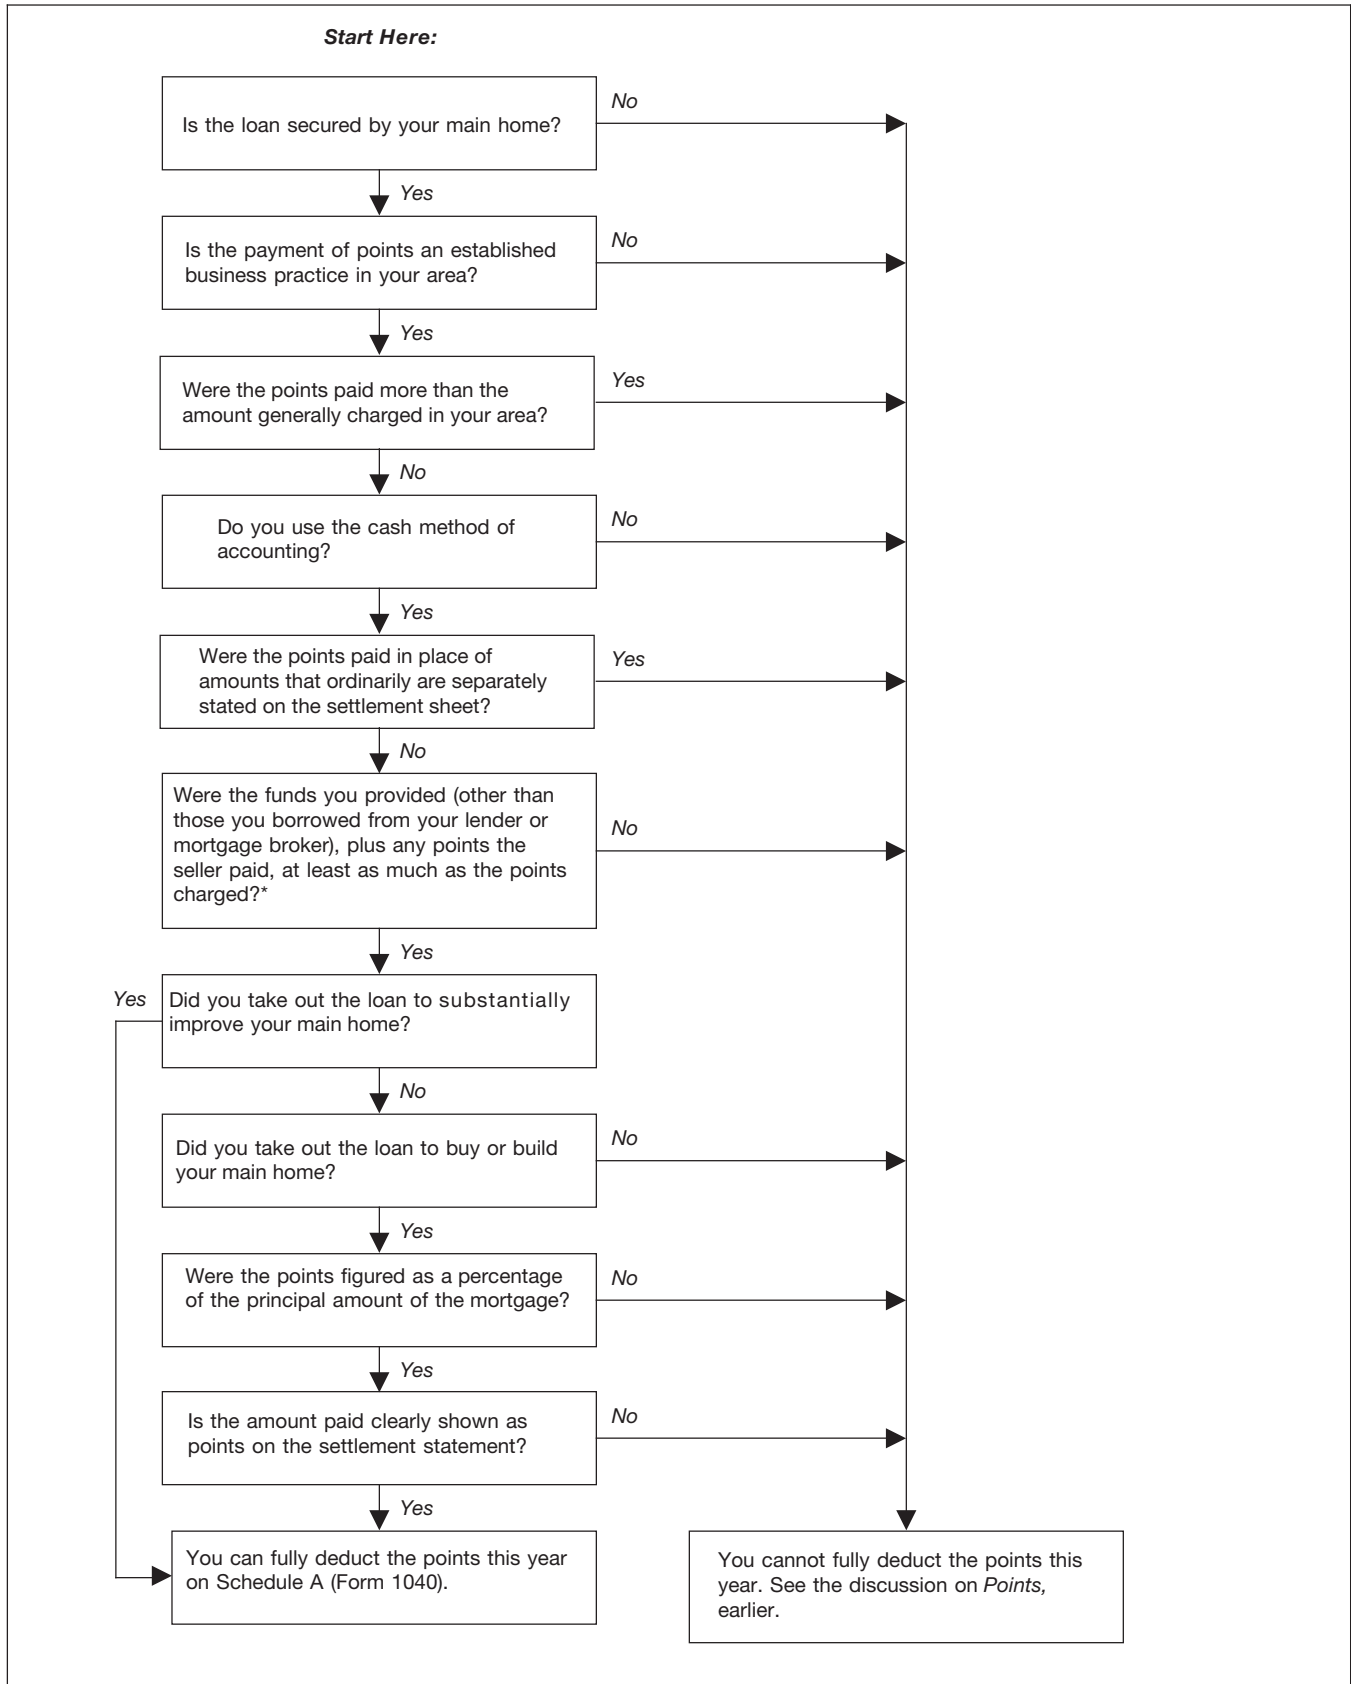 Start Here:
Is the loan secured by your main home?
No
Yes
Is the payment of points an established
business practice in your area?
No
Yes
Were the points paid more than the
amount generally charged in your area?
Yes
No
Do you use the cash method of
accounting?
No
Yes
Were the points paid in place of
amounts that ordinarily are separately
stated on the settlement sheet?
Yes
No
Were the funds you provided (other than
those you borrowed from your lender or
mortgage broker), plus any points the
seller paid, at least as much as the points
charged?*
No
Yes
Yes
Did you take out the loan to substantially
improve your main home?
No
Did you take out the loan to buy or build
your main home?
No
Yes
Were the points figured as a percentage
of the principal amount of the mortgage?
No
Yes
Is the amount paid clearly shown as
points on the settlement statement?
No
Yes
You can fully deduct the points this year
on Schedule A (Form 1040).
You cannot fully deduct the points this
year. See the discussion on Points,
earlier.